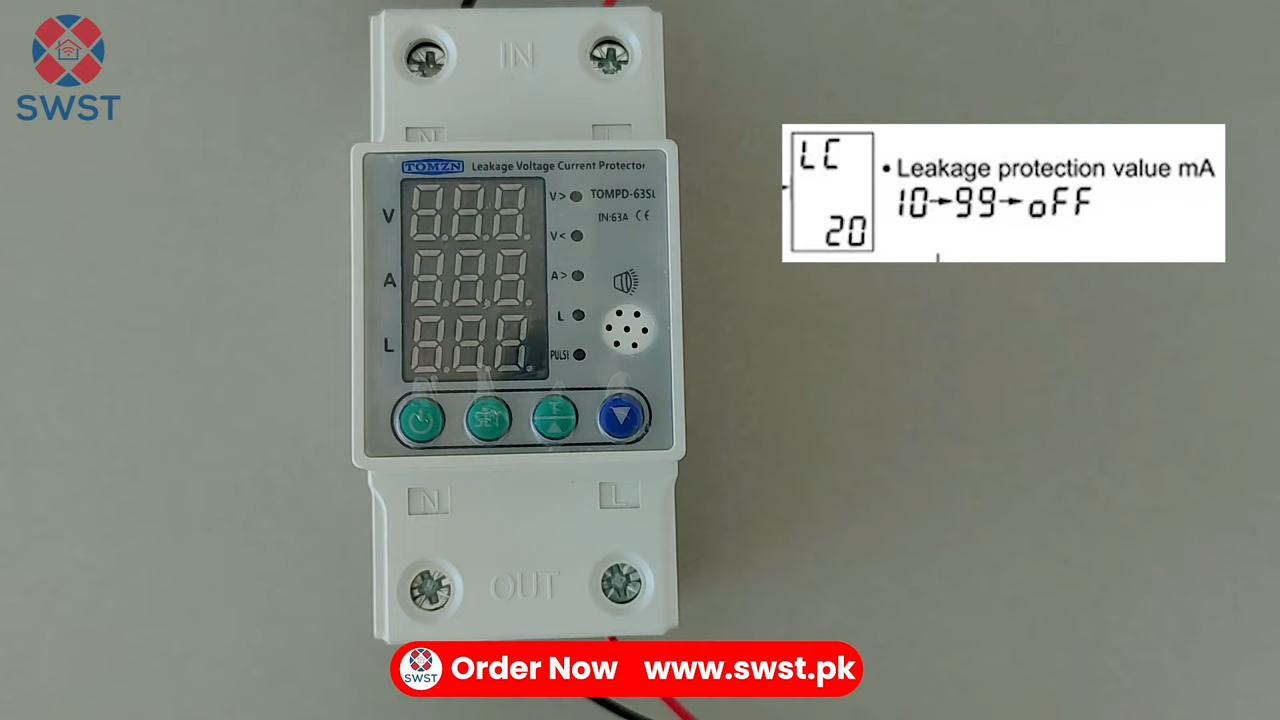 SWST
IN
N L
TOMZN Leakage Voltage Current Protector
V
A
L
V>
V<
A>
L
PULSE
TOMPD-63SL
IN:63A CE
SET
T
N L
OUT
LC
20
• Leakage protection value mA
10→99→oFF
SWST
Order Now www.swst.pk